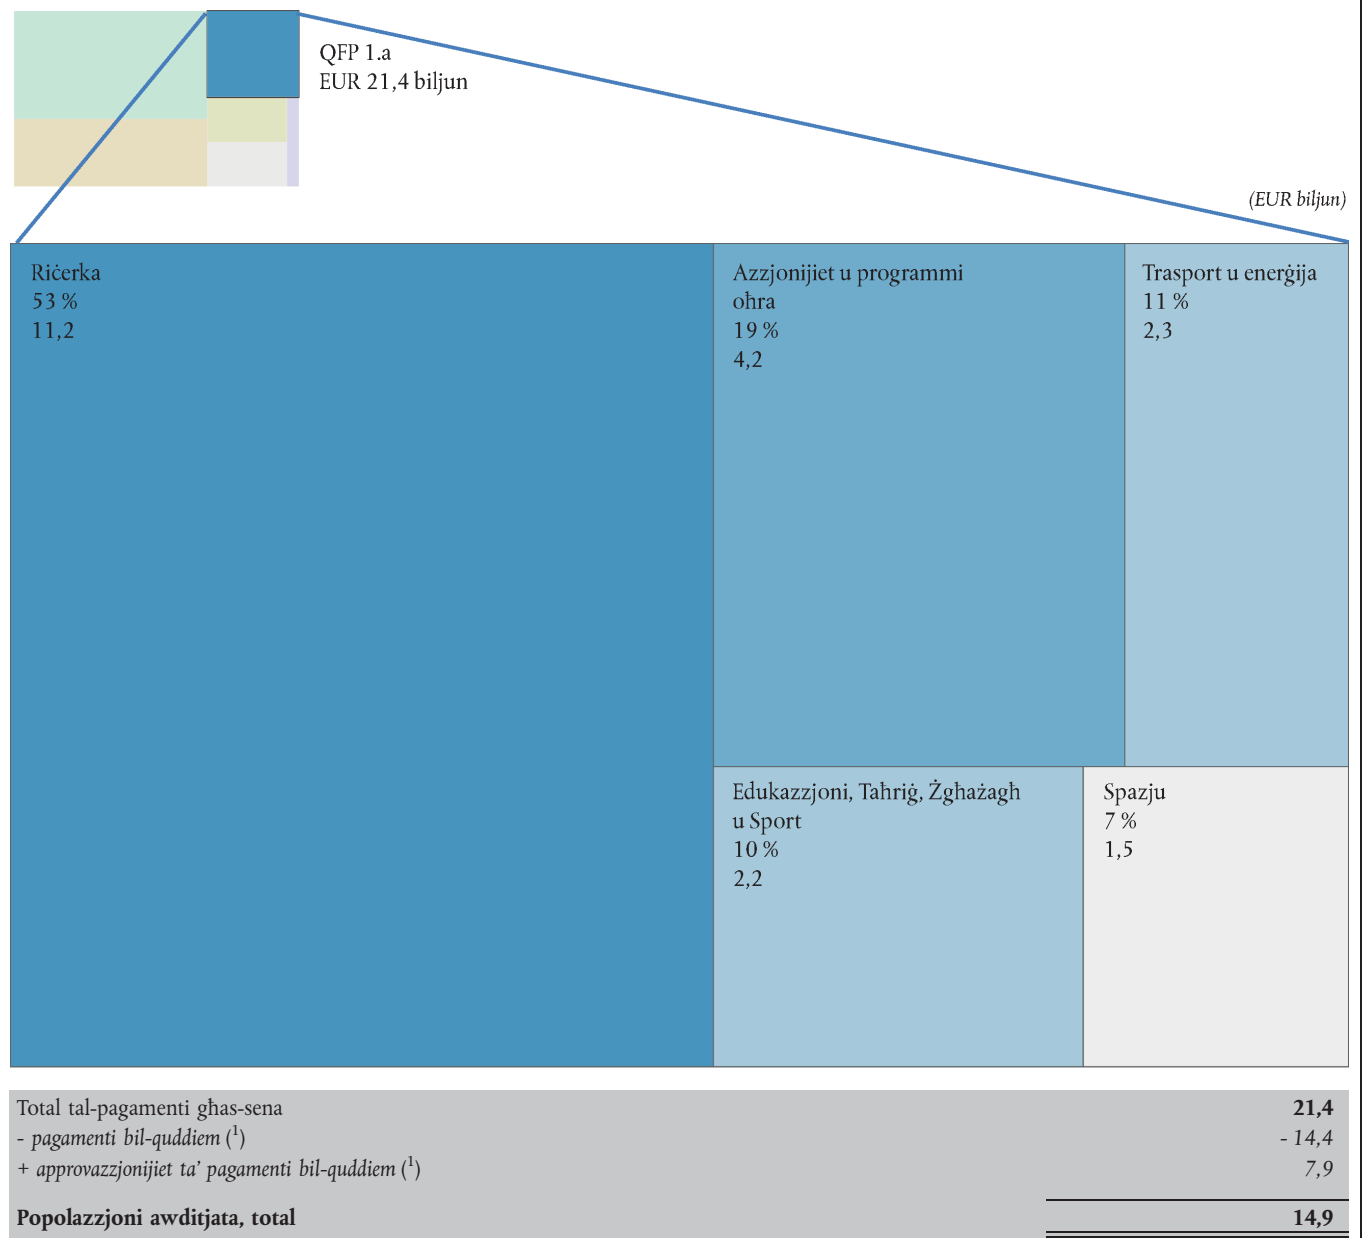 QFP 1.a
EUR 21,4 biljun
(EUR biljun)
Riċerka
53 %
11,2
Azzjonijiet u programmi
oħra
19 %
4,2
Trasport u enerġija
11 %
2,3
Edukazzjoni, Taħriġ, Żgħażagħ
u Sport
10 %
2,2
Spazju
7 %
1,5
Total tal-pagamenti għas-sena 21,4
- pagamenti bil-quddiem (1) - 14,4
+ approvazzjonijiet ta’ pagamenti bil-quddiem (1) 7,9
Popolazzjoni awditjata, total 14,9